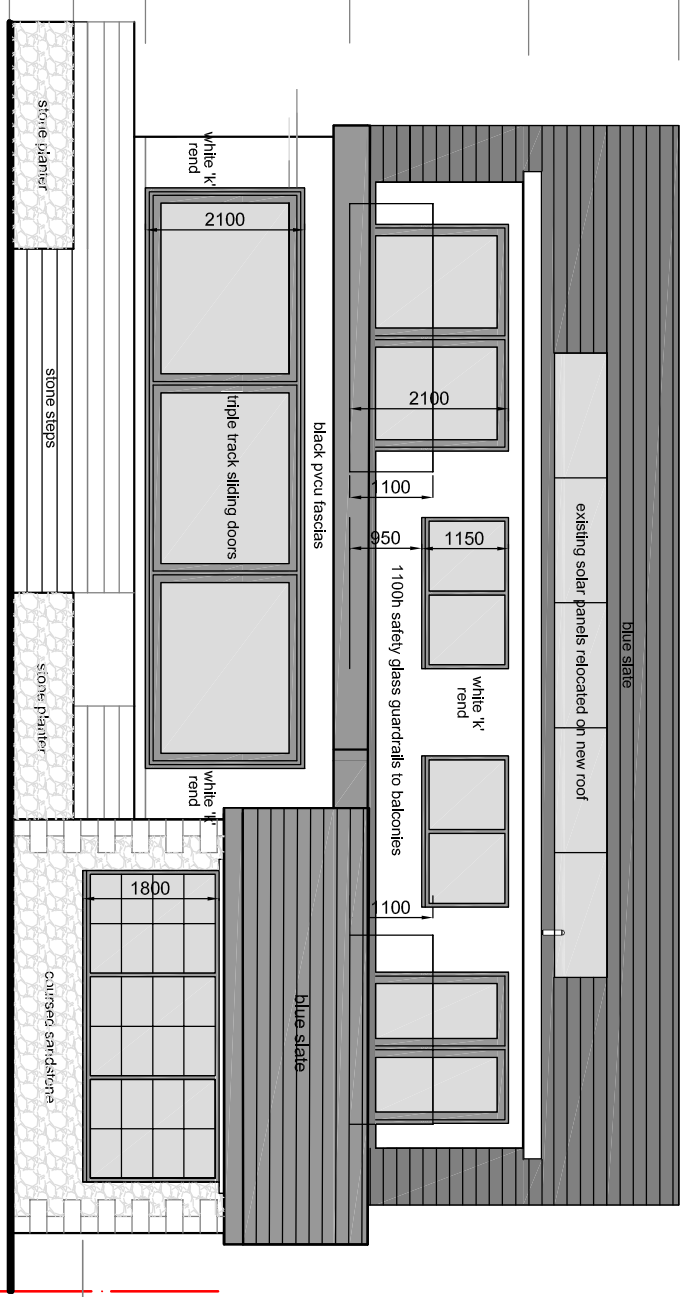 blue slate
existing solar panels relocated on new roof
white 'k'
rend
2100
1100
950
1150
1100
1100h safety glass guardrails to balconies
black pvcu fascias
white 'k'
rend
2100
triple track sliding doors
white 'k'
rend
blue slate
1800
stone planter
stone steps
stone planter
coursed sandstone